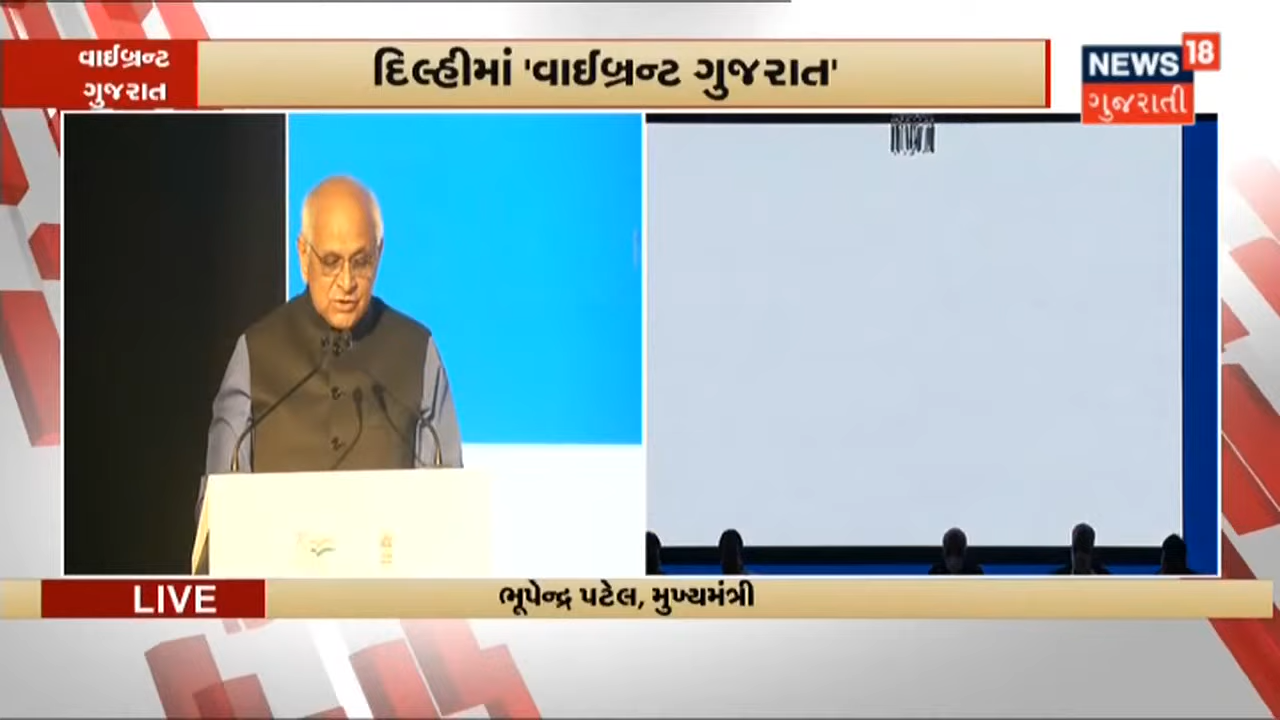 વાઈબ્રન્ટ
ગુજરાત
દિલ્હીમાં 'વાઈબ્રન્ટ ગુજરાત'
NEWS 18
ગુજરાતી
LIVE
ભૂપેન્દ્ર પટેલ, મુખ્યમંત્રી